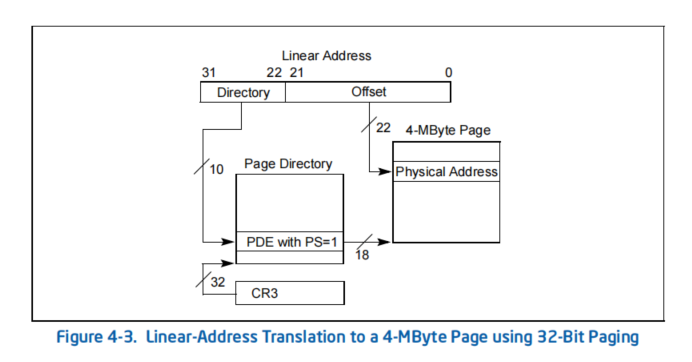 Linear Address
31 22 21 0
Directory Offset
22 4-MByte Page
10 Page Directory
Physical Address
PDE with PS=1
18
32
CR3
Figure 4-3. Linear-Address Translation to a 4-MByte Page using 32-Bit Paging